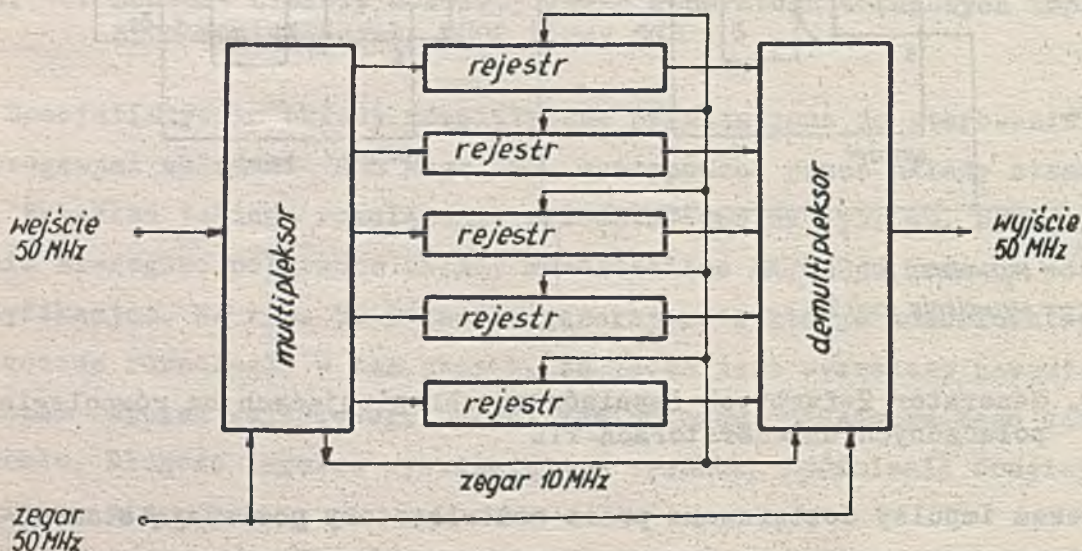 rejestr
rejestr
rejestr
rejestr
rejestr
multipleksor
demultipleksor
wejście
50 MHz
wyjście
50 MHz
zegar 10 MHz
zegar
50 MHz